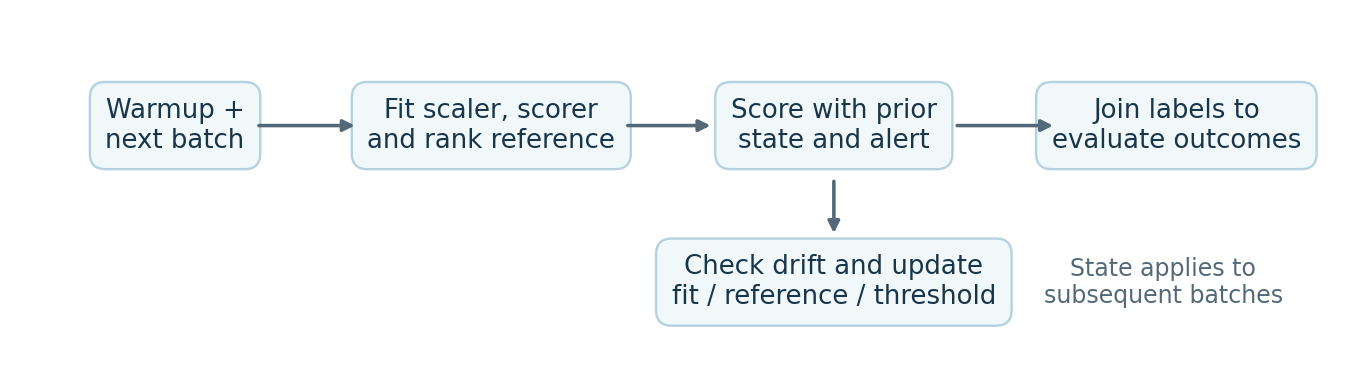 Warmup +
next batch
Fit scaler, scorer
and rank reference
Score with prior
state and alert
Join labels to
evaluate outcomes
Check drift and update
fit / reference / threshold
State applies to
subsequent batches